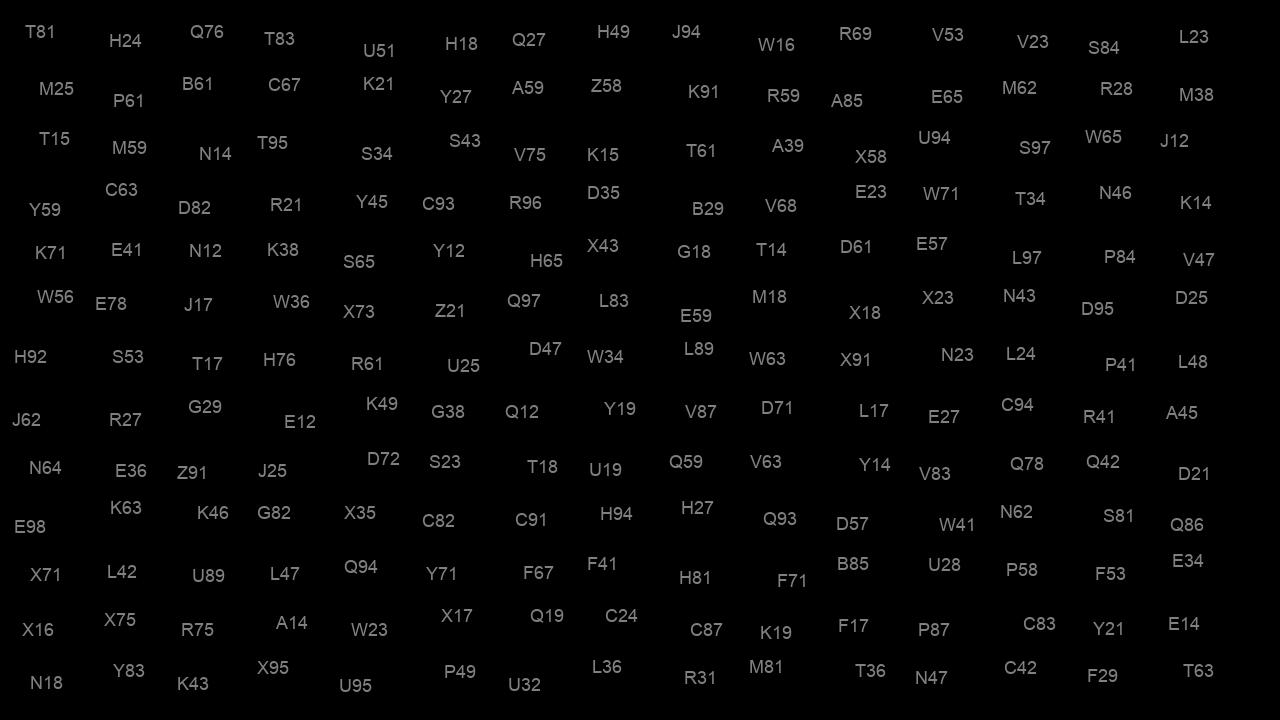 T81 H24 Q76 T83 U51 H18 Q27 H49 J94 W16 R69 V53 V23 S84 L23
M25 P61 B61 C67 K21 Y27 A59 Z58 K91 R59 A85 E65 M62 R28 M38
T15 M59 N14 T95 S34 S43 V75 K15 T61 A39 X58 U94 S97 W65 J12
Y59 C63 D82 R21 Y45 C93 R96 D35 B29 V68 E23 W71 T34 N46 K14
K71 E41 N12 K38 S65 Y12 H65 X43 G18 T14 D61 E57 L97 P84 V47
W56 E78 J17 W36 X73 Z21 Q97 L83 E59 M18 X18 X23 N43 D95 D25
H92 S53 T17 H76 R61 U25 D47 W34 L89 W63 X91 N23 L24 P41 L48
J62 R27 G29 E12 K49 G38 Q12 Y19 V87 D71 L17 E27 C94 R41 A45
N64 E36 Z91 J25 D72 S23 T18 U19 Q59 V63 Y14 V83 Q78 Q42 D21
E98 K63 K46 G82 X35 C82 C91 H94 H27 Q93 D57 W41 N62 S81 Q86
X71 L42 U89 L47 Q94 Y71 F67 F41 H81 F71 B85 U28 P58 F53 E34
X16 X75 R75 A14 W23 X17 Q19 C24 C87 K19 F17 P87 C83 Y21 E14
N18 Y83 K43 X95 U95 P49 U32 L36 R31 M81 T36 N47 C42 F29 T63